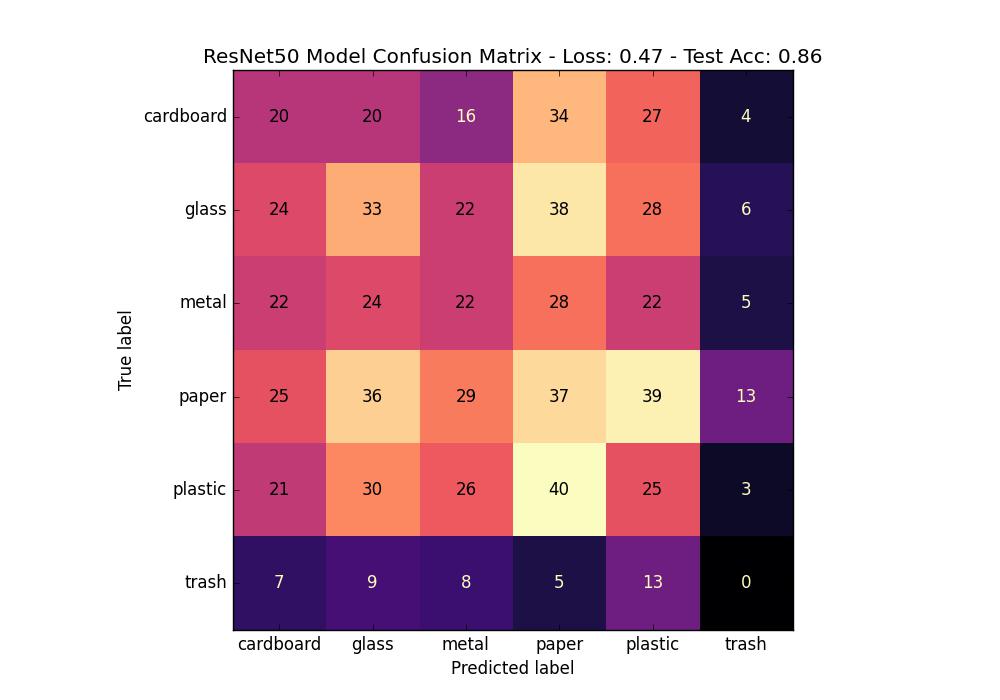 ResNet50 Model Confusion Matrix - Loss: 0.47 - Test Acc: 0.86
cardboard 20 20 16 34 27 4
glass 24 33 22 38 28 6
metal 22 24 22 28 22 5
True label
paper 25 36 29 37 39 13
plastic 21 30 26 40 25 3
trash 7 9 8 5 13 0
cardboard glass metal paper plastic trash
Predicted label